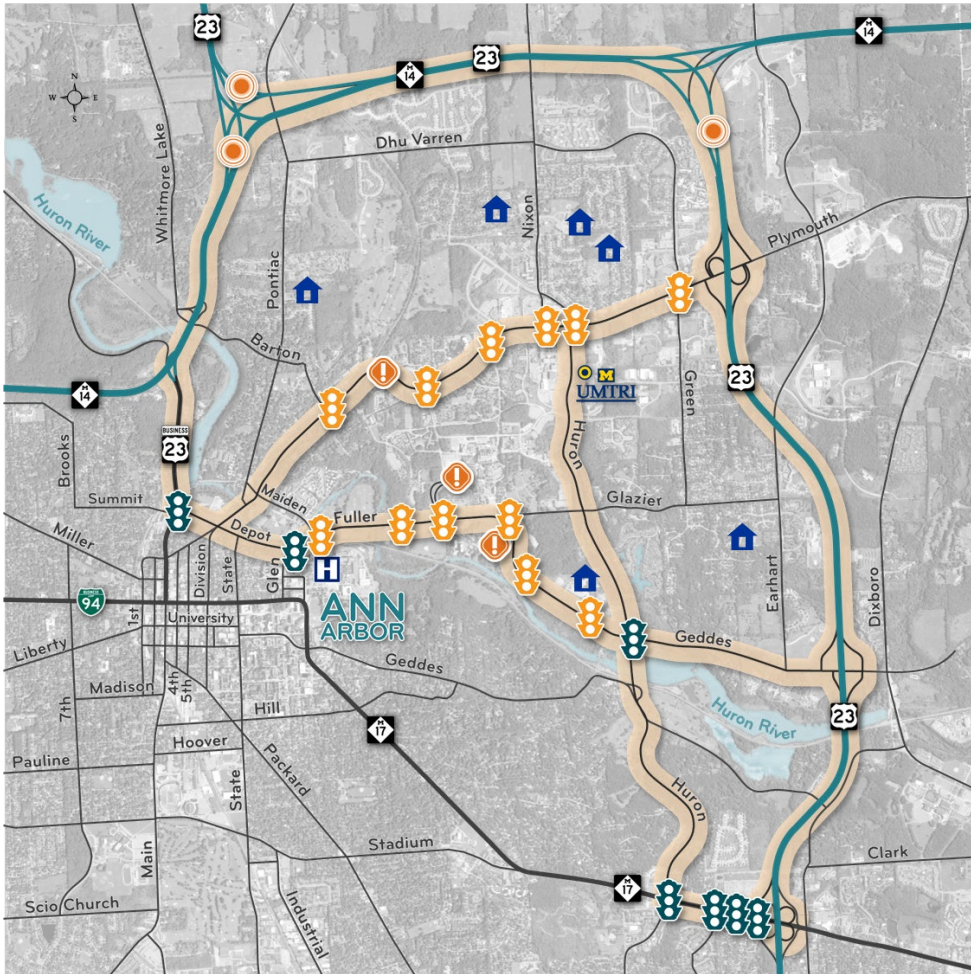 23
M
14
23
M
14
N
W
E
S
Dhu Varren
Whitmore Lake
Huron
River
Nixon
Plymouth
Pontiac
Barton
UMTRI
M
23
M
14
Green
Huron
BUSINESS
23
Brooks
Summit
Maiden
Glazier
Fuller
Depot
Miller
Division
State
Glen
H
Earhart
Dixboro
BUSINESS
94
1st
University
ANN
ARBOR
Geddes
Liberty
Geddes
4th
5th
Madison
7th
Hill
Huron River
23
M
17
Hoover
Pauline
Packard
State
Huron
Stadium
Main
Clark
M
17
Scio Church
Industrial